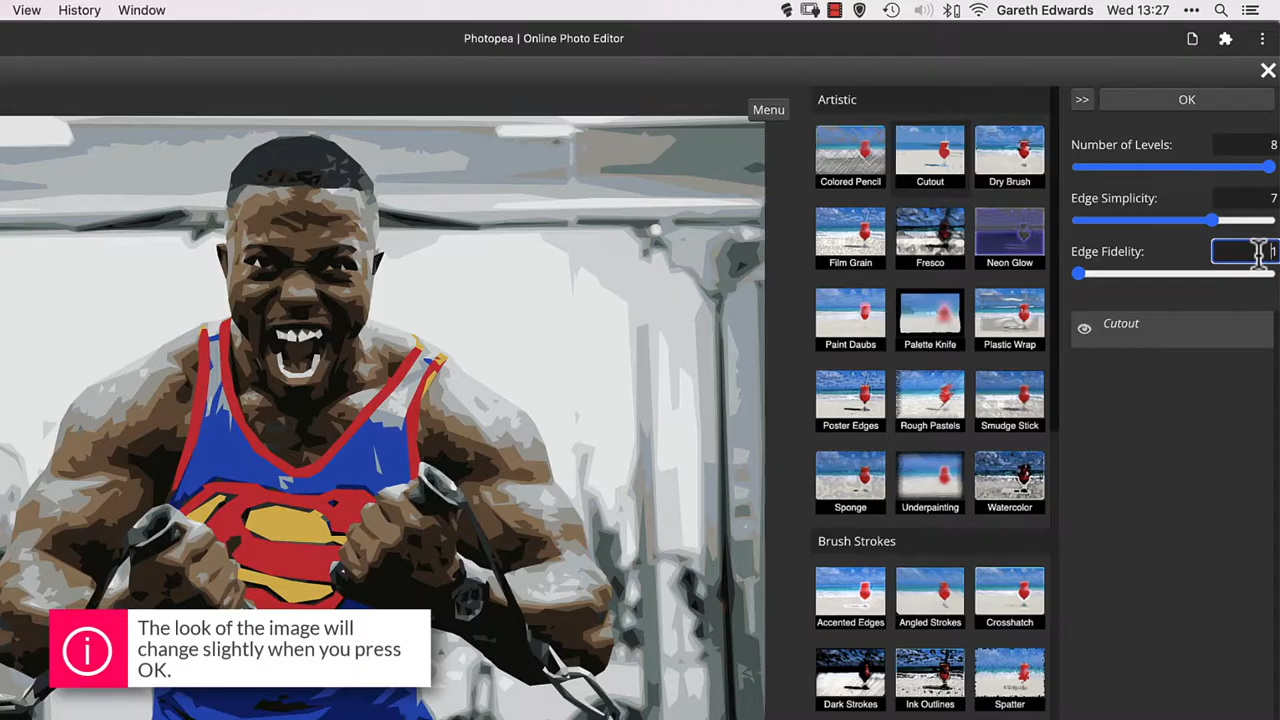 View History Window Gareth Edwards Wed 13:27
Photopea | Online Photo Editor
Menu
Artistic
>> OK
Colored Pencil Cutout Dry Brush
Number of Levels: 8
Edge Simplicity: 7
Film Grain Fresco Neon Glow
Edge Fidelity: 1
Paint Daubs Palette Knife Plastic Wrap
Cutout
Poster Edges Rough Pastels Smudge Stick
Sponge Underpainting Watercolor
Brush Strokes
Accented Edges Angled Strokes Crosshatch
Dark Strokes Ink Outlines Spatter
i
The look of the image will
change slightly when you press
OK.